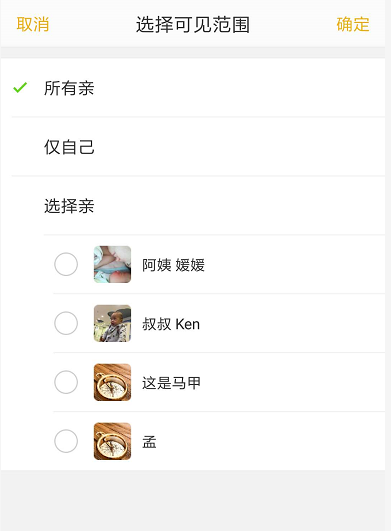 取消 选择可见范围 确定
所有亲
仅自己
选择亲
阿姨 媛媛
叔叔 Ken
这是马甲
孟